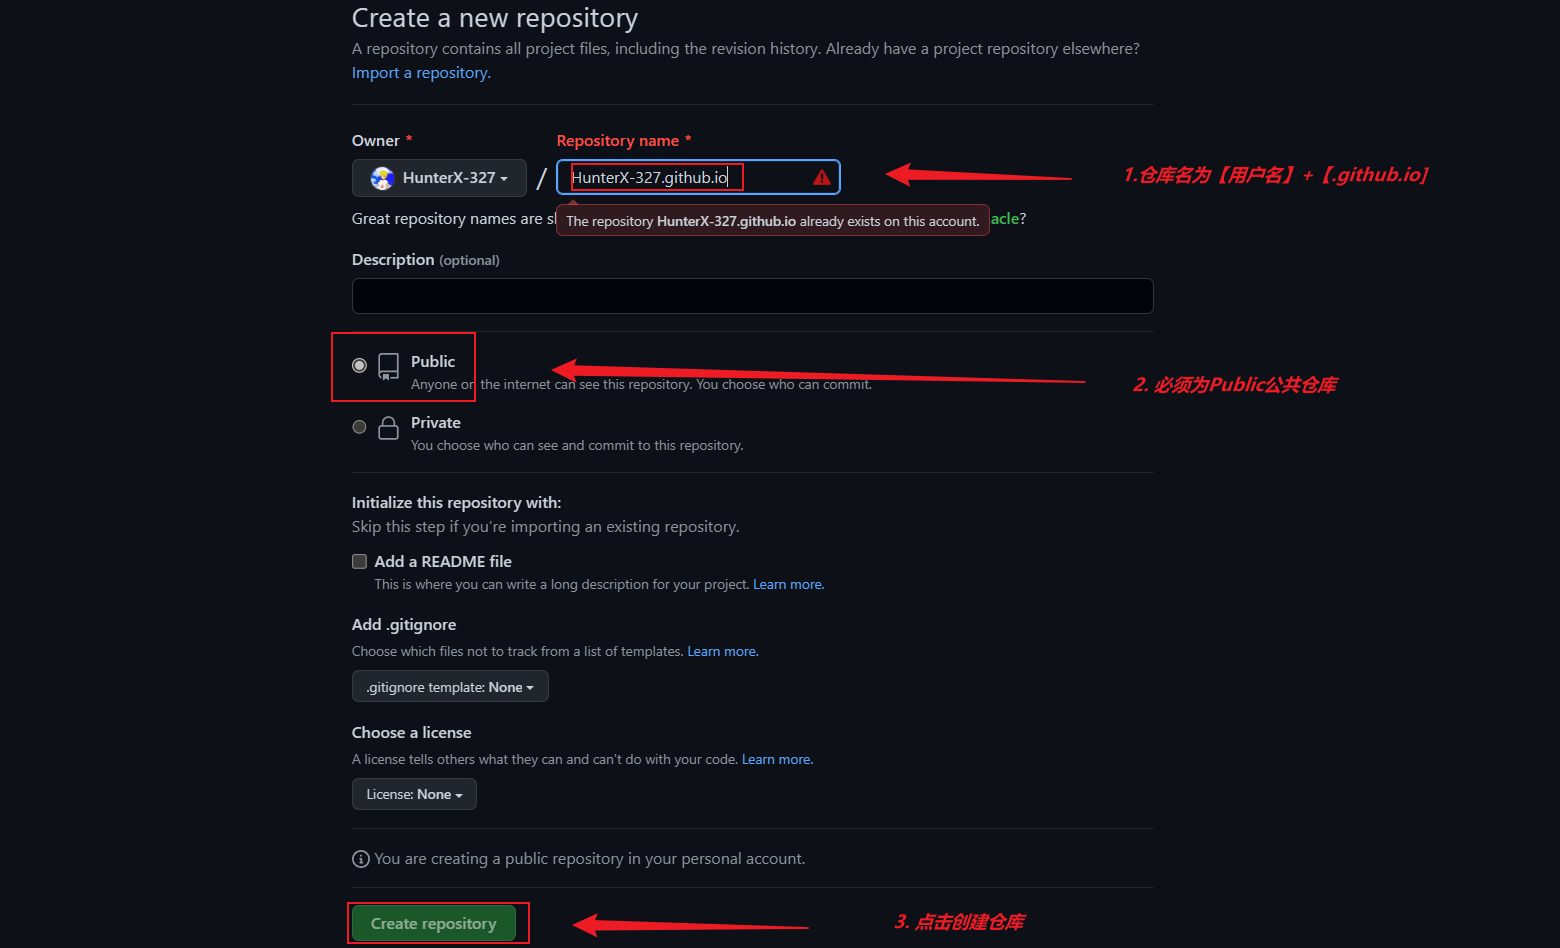 Create a new repository
A repository contains all project files, including the revision history. Already have a project repository elsewhere?
Import a repository.
Owner *
Repository name *
HunterX-327
/
HunterX-327.github.io
1.仓库名为【用户名】+【.github.io】
Great repository names are sh
acle?
The repository HunterX-327.github.io already exists on this account.
Description (optional)
Public
Anyone on the internet can see this repository. You choose who can commit.
2. 必须为Public公共仓库
Private
You choose who can see and commit to this repository.
Initialize this repository with:
Skip this step if you’re importing an existing repository.
Add a README file
This is where you can write a long description for your project. Learn more.
Add .gitignore
Choose which files not to track from a list of templates. Learn more.
.gitignore template: None
Choose a license
A license tells others what they can and can't do with your code. Learn more.
License: None
You are creating a public repository in your personal account.
Create repository
3. 点击创建仓库